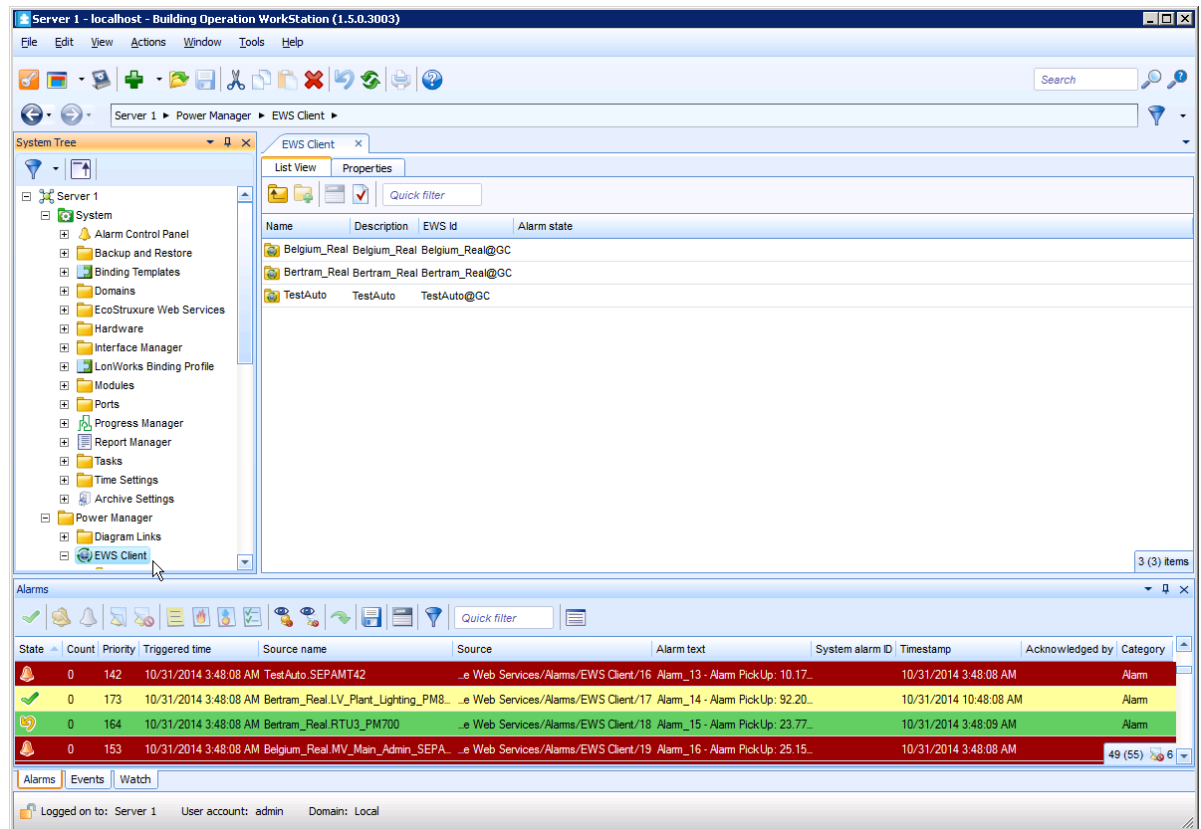 Server 1 - localhost - Building Operation WorkStation (1.5.0.3003)
File Edit View Actions Window Tools Help
Search
Server 1 ► Power Manager ► EWS Client ►
System Tree
EWS Client
List View Properties
Quick filter
Server 1
System
Alarm Control Panel
Backup and Restore
Binding Templates
Domains
EcoStruxure Web Services
Hardware
Interface Manager
LonWorks Binding Profile
Modules
Ports
Progress Manager
Report Manager
Tasks
Time Settings
Archive Settings
Power Manager
Diagram Links
EWS Client
Name Description EWS Id Alarm state
Belgium_Real Belgium_Real Belgium_Real@GC
Bertram_Real Bertram_Real Bertram_Real@GC
TestAuto TestAuto TestAuto@GC
3 (3) items
Alarms
Quick filter
State Count Priority Triggered time Source name Source Alarm text System alarm ID Timestamp Acknowledged by Category
0 142 10/31/2014 3:48:08 AM TestAuto.SEPAMT42 ...e Web Services/Alarms/EWS Client/16 Alarm_13 - Alarm PickUp: 10.17... 10/31/2014 3:48:08 AM Alarm
0 173 10/31/2014 3:48:08 AM Bertram_Real.LV_Plant_Lighting_PM8... ...e Web Services/Alarms/EWS Client/17 Alarm_14 - Alarm PickUp: 92.20... 10/31/2014 10:48:08 AM Alarm
0 164 10/31/2014 3:48:08 AM Bertram_Real.RTU3_PM700 ...e Web Services/Alarms/EWS Client/18 Alarm_15 - Alarm PickUp: 23.77... 10/31/2014 3:48:09 AM Alarm
0 153 10/31/2014 3:48:08 AM Belgium_Real.MV_Main_Admin_SEPA... ...e Web Services/Alarms/EWS Client/19 Alarm_16 - Alarm PickUp: 25.15... 10/31/2014 3:48:08 AM
49 (55) 6
Alarms Events Watch
Logged on to: Server 1 User account: admin Domain: Local